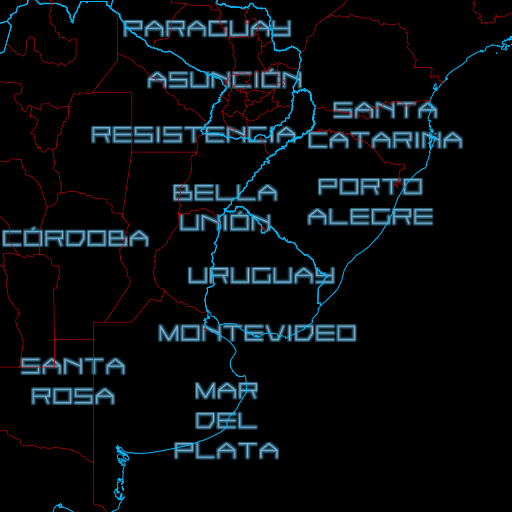 PARAGUAY
ASUNCIÓN
SANTA
CATARINA
RESISTENCIA
BELLA
UNIÓN
PORTO
ALEGRE
CÓRDOBA
URUGUAY
MONTEVIDEO
SANTA
ROSA
MAR
DEL
PLATA